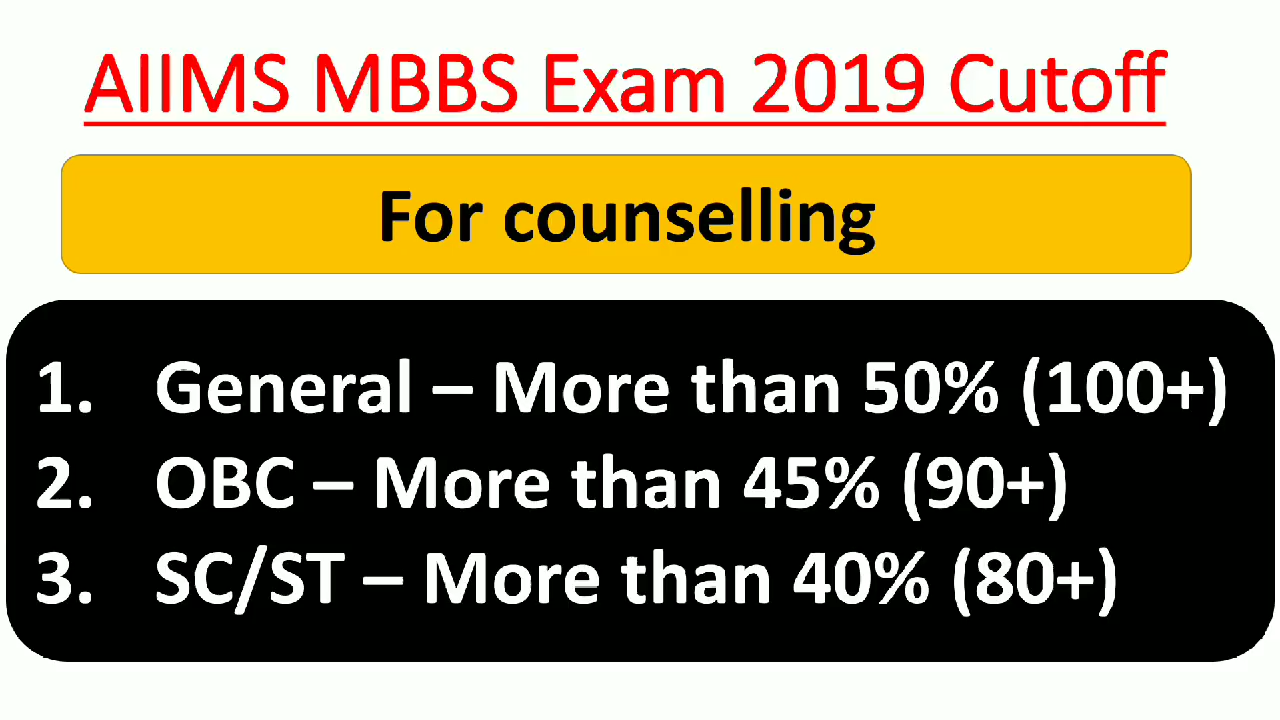 AIIMS MBBS Exam 2019 Cutoff
For counselling
1. General – More than 50% (100+)
2. OBC – More than 45% (90+)
3. SC/ST – More than 40% (80+)